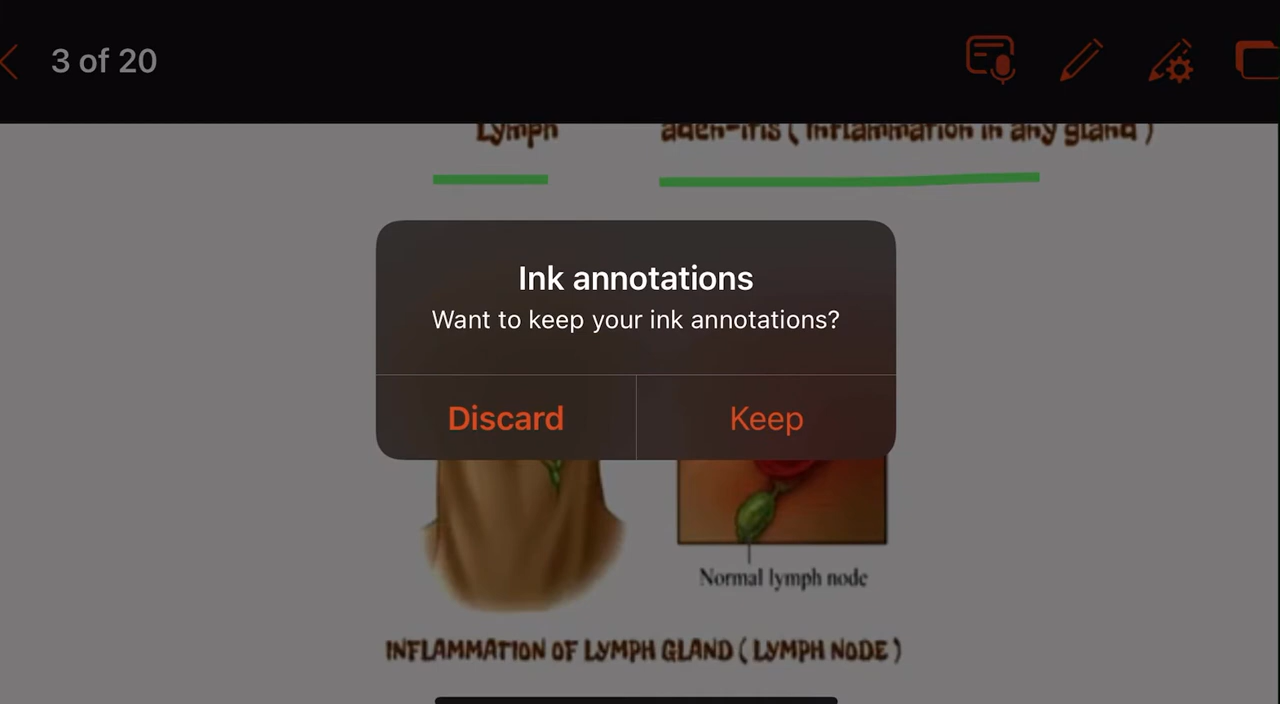 3 of 20
Lymph aden-itis ( Inflammation in any gland )
Ink annotations
Want to keep your ink annotations?
Discard Keep
Normal lymph node
INFLAMMATION OF LYMPH GLAND ( LYMPH NODE )